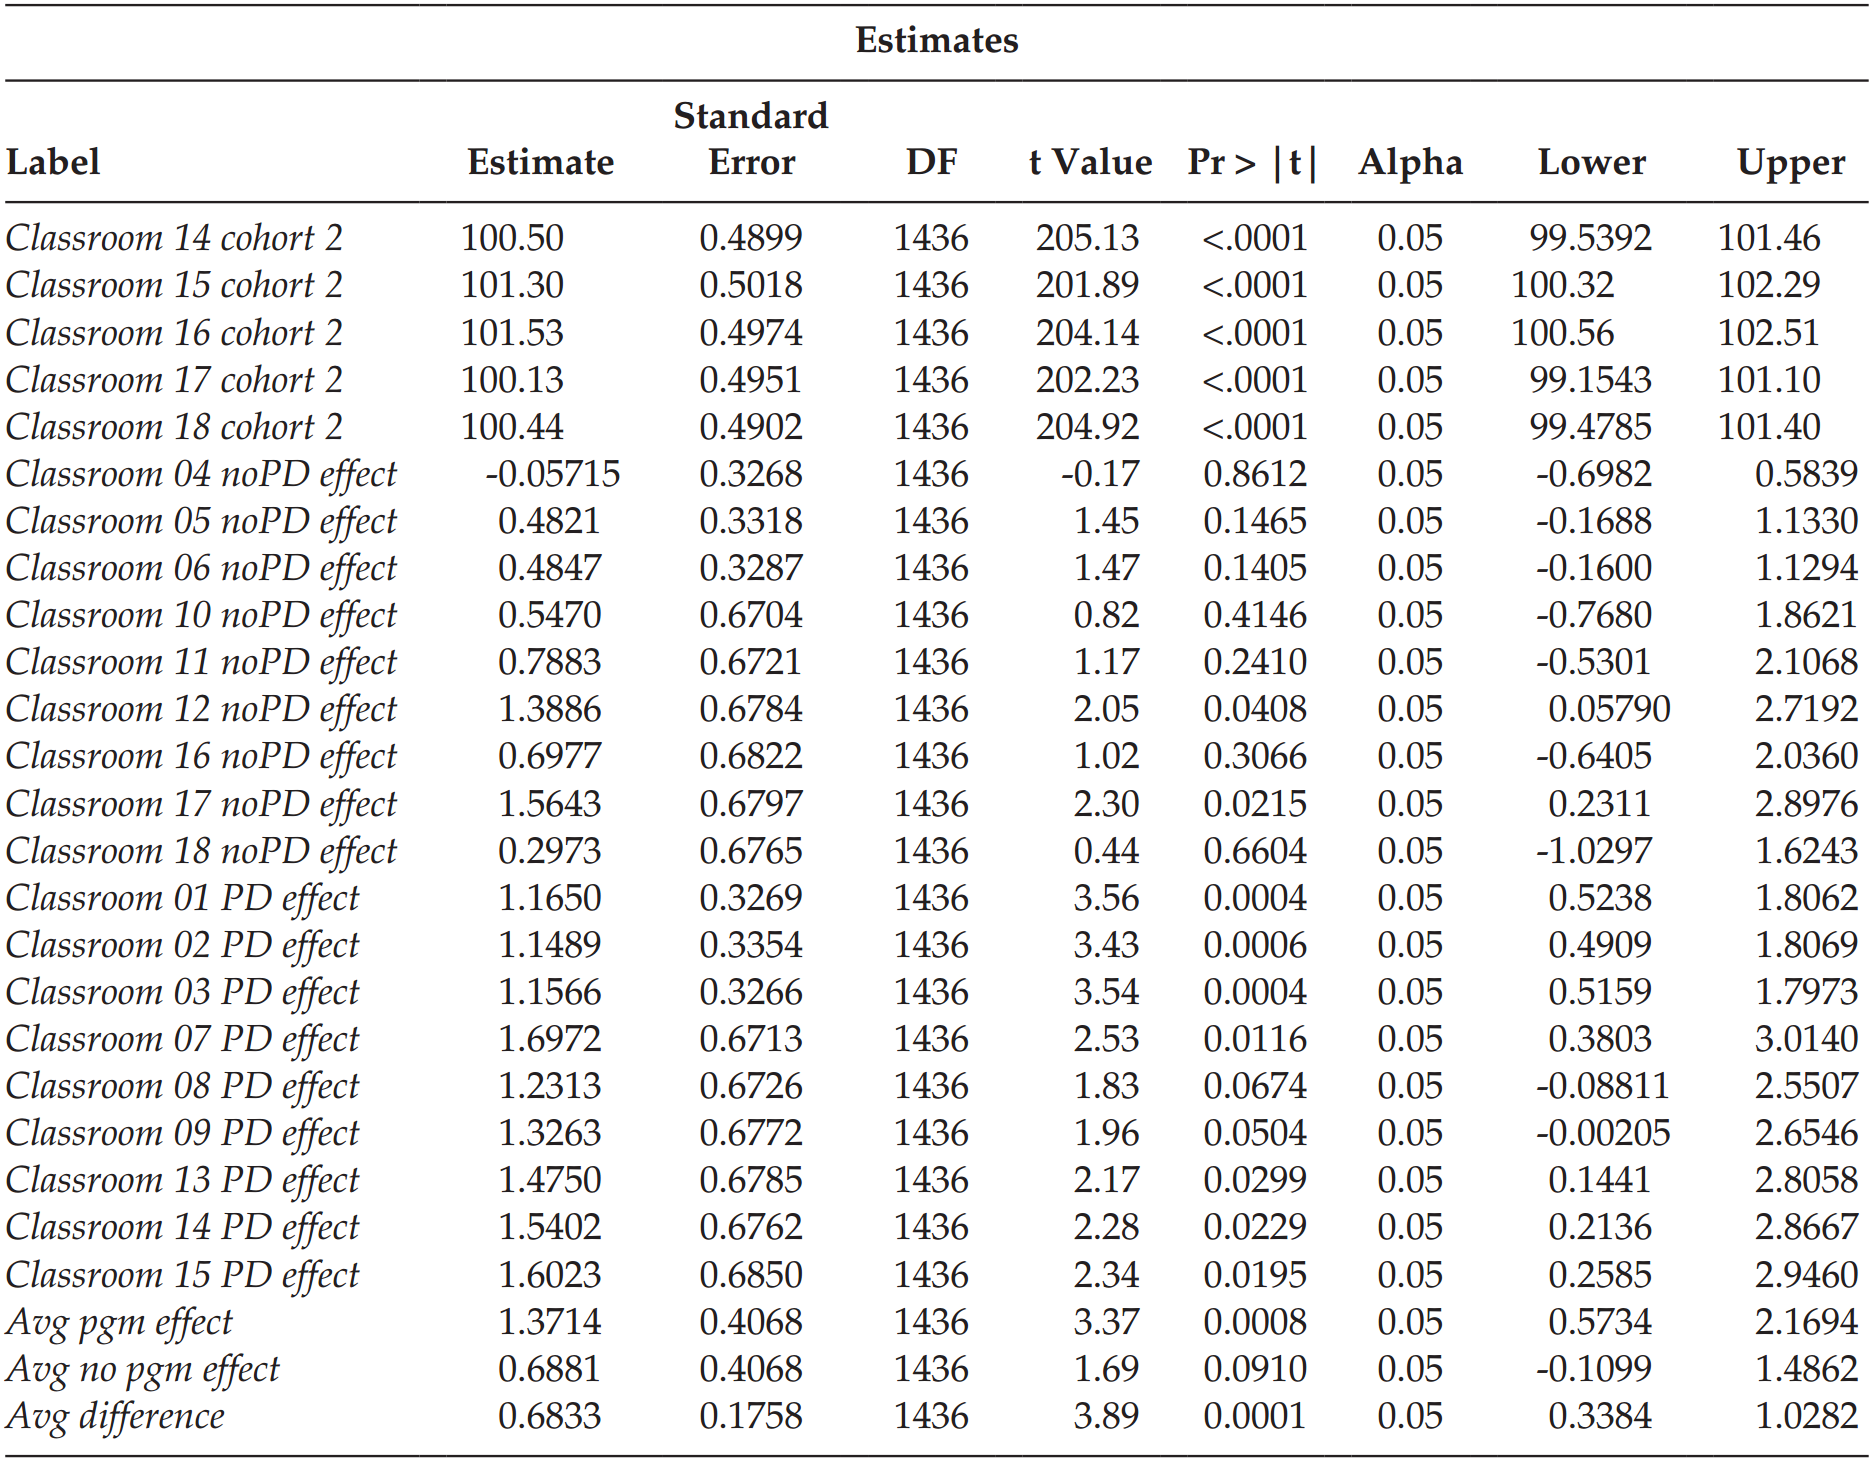 Estimates
Standard
Label Estimate Error DF t Value Pr > |t| Alpha Lower Upper
Classroom 14 cohort 2 100.50 0.4899 1436 205.13 <.0001 0.05 99.5392 101.46
Classroom 15 cohort 2 101.30 0.5018 1436 201.89 <.0001 0.05 100.32 102.29
Classroom 16 cohort 2 101.53 0.4974 1436 204.14 <.0001 0.05 100.56 102.51
Classroom 17 cohort 2 100.13 0.4951 1436 202.23 <.0001 0.05 99.1543 101.10
Classroom 18 cohort 2 100.44 0.4902 1436 204.92 <.0001 0.05 99.4785 101.40
Classroom 04 noPD effect -0.05715 0.3268 1436 -0.17 0.8612 0.05 -0.6982 0.5839
Classroom 05 noPD effect 0.4821 0.3318 1436 1.45 0.1465 0.05 -0.1688 1.1330
Classroom 06 noPD effect 0.4847 0.3287 1436 1.47 0.1405 0.05 -0.1600 1.1294
Classroom 10 noPD effect 0.5470 0.6704 1436 0.82 0.4146 0.05 -0.7680 1.8621
Classroom 11 noPD effect 0.7883 0.6721 1436 1.17 0.2410 0.05 -0.5301 2.1068
Classroom 12 noPD effect 1.3886 0.6784 1436 2.05 0.0408 0.05 0.05790 2.7192
Classroom 16 noPD effect 0.6977 0.6822 1436 1.02 0.3066 0.05 -0.6405 2.0360
Classroom 17 noPD effect 1.5643 0.6797 1436 2.30 0.0215 0.05 0.2311 2.8976
Classroom 18 noPD effect 0.2973 0.6765 1436 0.44 0.6604 0.05 -1.0297 1.6243
Classroom 01 PD effect 1.1650 0.3269 1436 3.56 0.0004 0.05 0.5238 1.8062
Classroom 02 PD effect 1.1489 0.3354 1436 3.43 0.0006 0.05 0.4909 1.8069
Classroom 03 PD effect 1.1566 0.3266 1436 3.54 0.0004 0.05 0.5159 1.7973
Classroom 07 PD effect 1.6972 0.6713 1436 2.53 0.0116 0.05 0.3803 3.0140
Classroom 08 PD effect 1.2313 0.6726 1436 1.83 0.0674 0.05 -0.08811 2.5507
Classroom 09 PD effect 1.3263 0.6772 1436 1.96 0.0504 0.05 -0.00205 2.6546
Classroom 13 PD effect 1.4750 0.6785 1436 2.17 0.0299 0.05 0.1441 2.8058
Classroom 14 PD effect 1.5402 0.6762 1436 2.28 0.0229 0.05 0.2136 2.8667
Classroom 15 PD effect 1.6023 0.6850 1436 2.34 0.0195 0.05 0.2585 2.9460
Avg pgm effect 1.3714 0.4068 1436 3.37 0.0008 0.05 0.5734 2.1694
Avg no pgm effect 0.6881 0.4068 1436 1.69 0.0910 0.05 -0.1099 1.4862
Avg difference 0.6833 0.1758 1436 3.89 0.0001 0.05 0.3384 1.0282